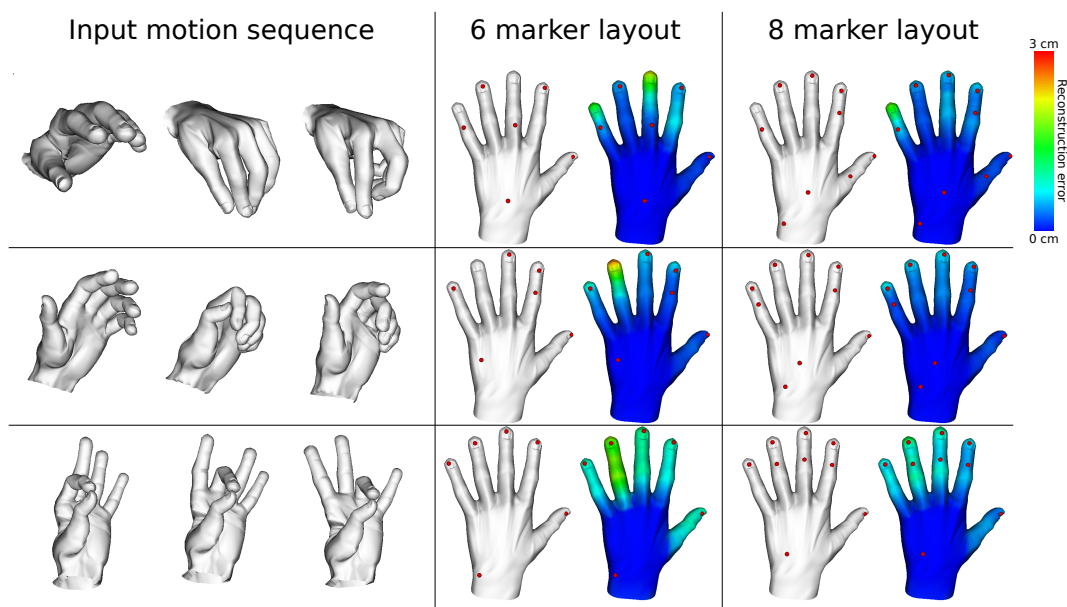 Input motion sequence
6 marker layout
8 marker layout
3 cm
Reconstruction error
0 cm